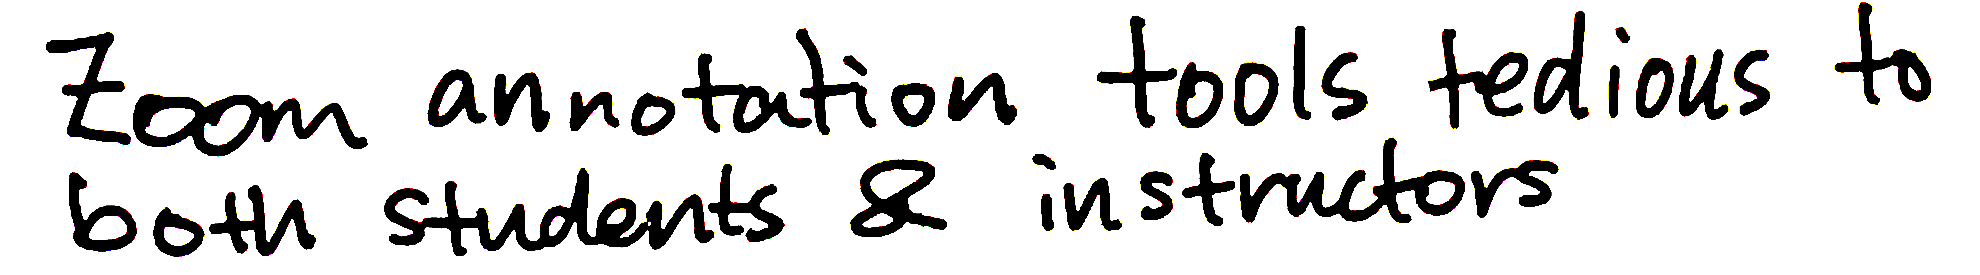 Zoom annotation tools tedious to
both students & instructors